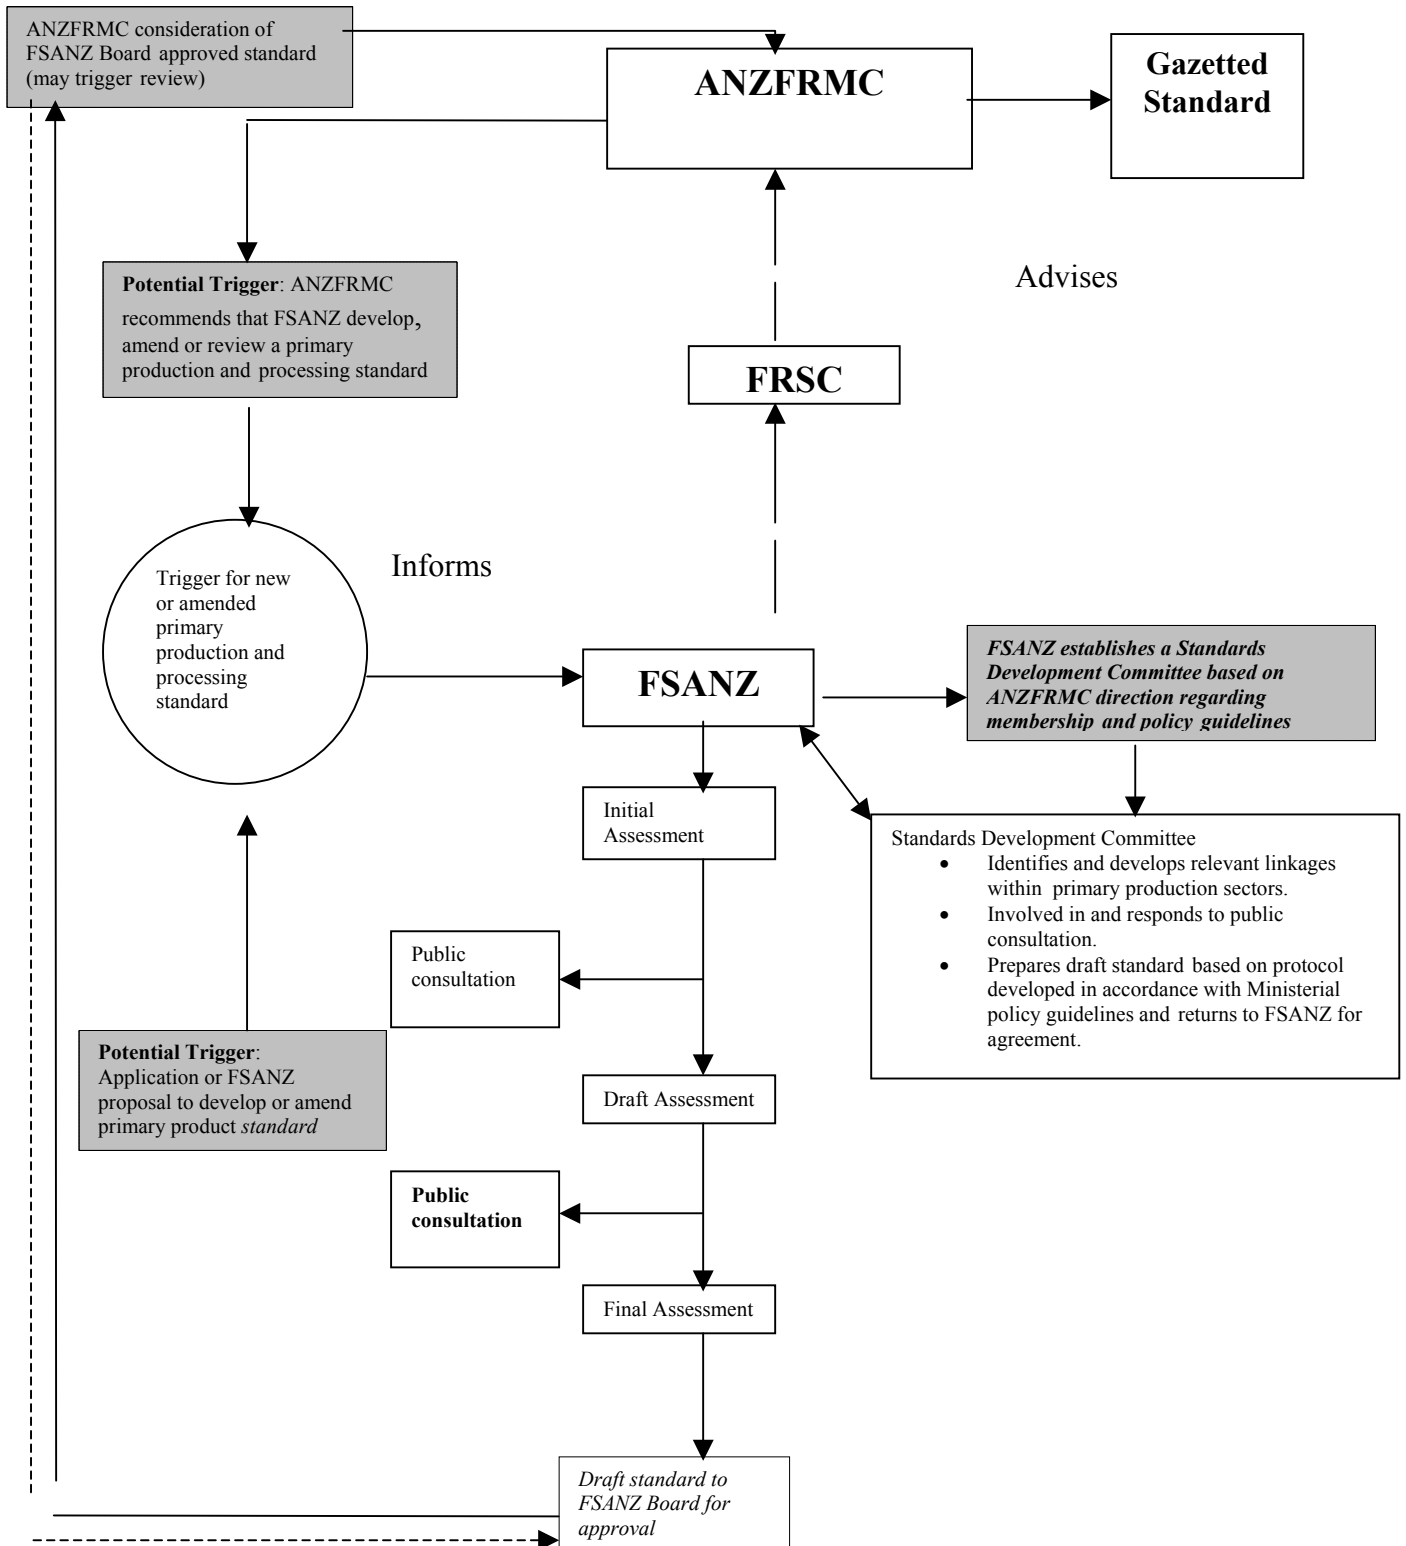 ANZFRMC consideration of
FSANZ Board approved standard
(may trigger review)
ANZFRMC
Gazetted
Standard
Potential Trigger: ANZFRMC
recommends that FSANZ develop,
amend or review a primary
production and processing standard
Advises
FRSC
Informs
Trigger for new
or amended
primary
production and
processing
standard
FSANZ
FSANZ establishes a Standards
Development Committee based on
ANZFRMC direction regarding
membership and policy guidelines
Initial
Assessment
Standards Development Committee
• Identifies and develops relevant linkages
within primary production sectors.
• Involved in and responds to public
consultation.
• Prepares draft standard based on protocol
developed in accordance with Ministerial
policy guidelines and returns to FSANZ for
agreement.
Public
consultation
Potential Trigger:
Application or FSANZ
proposal to develop or amend
primary product standard
Draft Assessment
Public
consultation
Final Assessment
Draft standard to
FSANZ Board for
approval